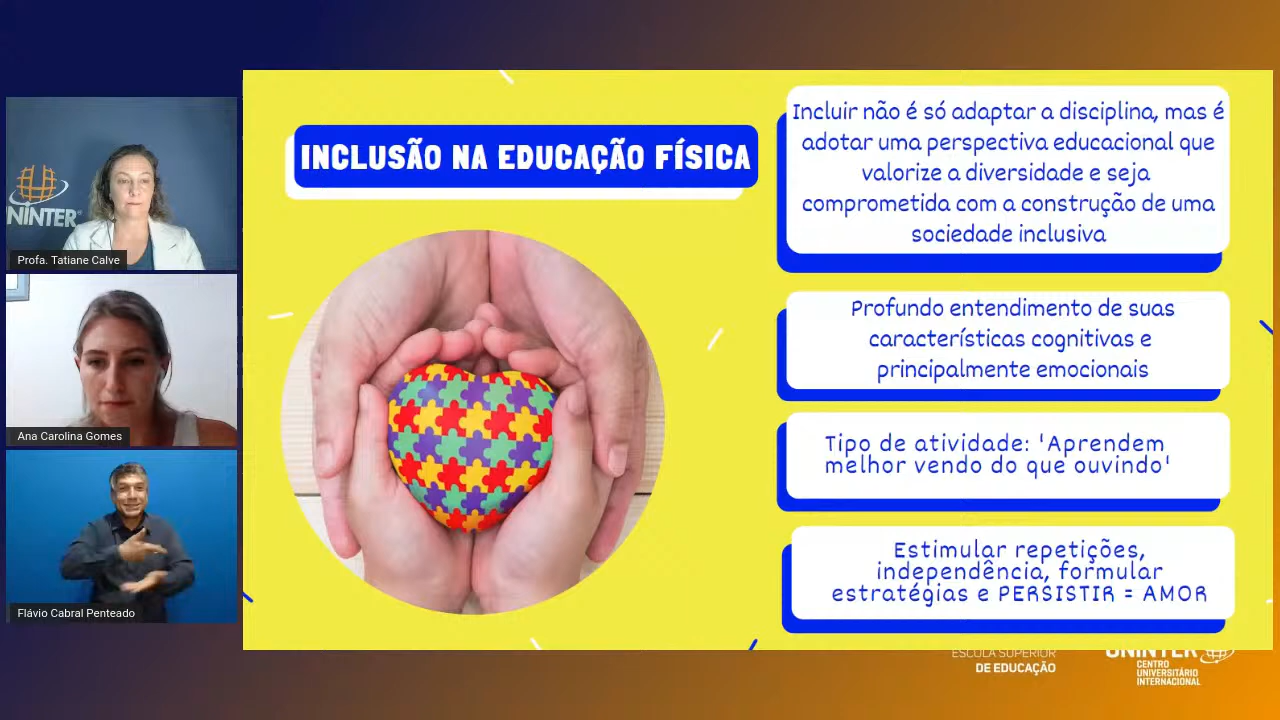 UNINTER
Profa. Tatiane Calve
Ana Carolina Gomes
Flávio Cabral Penteado
INCLUSÃO NA EDUCAÇÃO FÍSICA
Incluir não é só adaptar a disciplina, mas é
adotar uma perspectiva educacional que
valorize a diversidade e seja
comprometida com a construção de uma
sociedade inclusiva
Profundo entendimento de suas
características cognitivas e
principalmente emocionais
Tipo de atividade: 'Aprendem
melhor vendo do que ouvindo'
Estimular repetições,
independência, formular
estratégias e PERSISTIR = AMOR
ESCOLA SUPERIOR
DE EDUCAÇÃO
UNINTER
CENTRO
UNIVERSITÁRIO
INTERNACIONAL